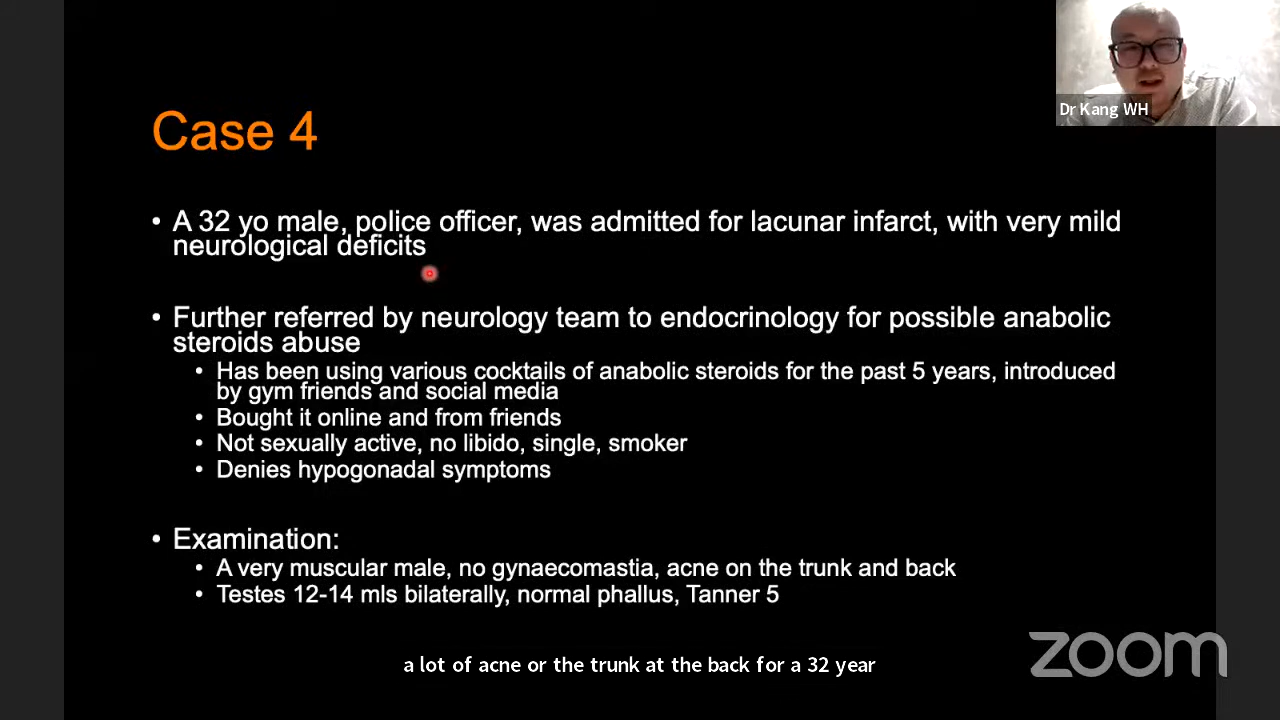 Dr Kang WH
Case 4
• A 32 yo male, police officer, was admitted for lacunar infarct, with very mild
neurological deficits
• Further referred by neurology team to endocrinology for possible anabolic
steroids abuse
• Has been using various cocktails of anabolic steroids for the past 5 years, introduced
by gym friends and social media
• Bought it online and from friends
• Not sexually active, no libido, single, smoker
• Denies hypogonadal symptoms
• Examination:
• A very muscular male, no gynaecomastia, acne on the trunk and back
• Testes 12-14 mls bilaterally, normal phallus, Tanner 5
a lot of acne or the trunk at the back for a 32 year
zoom